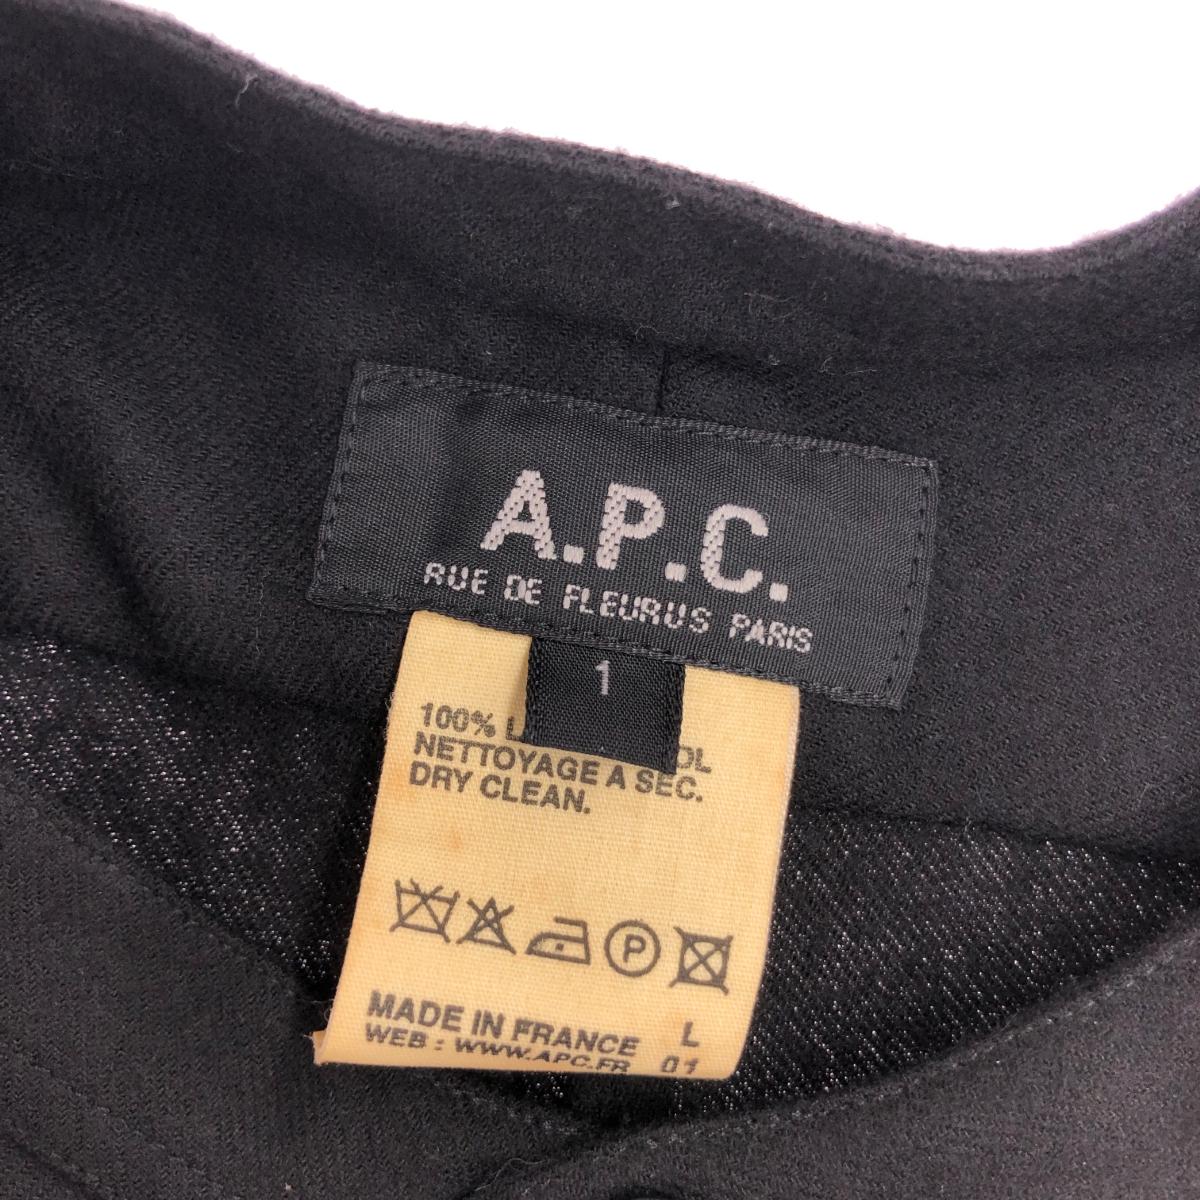 A.P.C.
RUE DE FLEURUS PARIS
1
100%
NETTOYAGE A SEC.
DRY CLEAN.
P
MADE IN FRANCE L
WEB : WWW.APC.FR 01